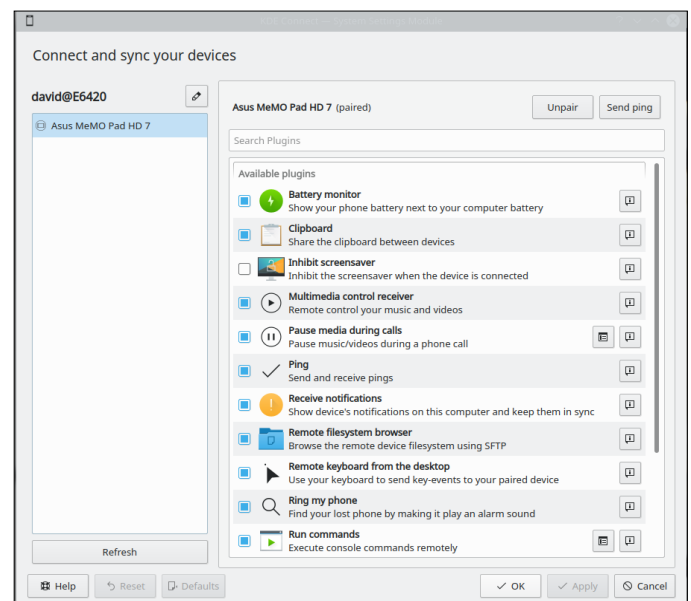 KDE Connect — System Settings Module
Connect and sync your devices
david@E6420
Asus MeMO Pad HD 7
Refresh
Asus MeMO Pad HD 7 (paired)
Unpair
Send ping
Search Plugins
Available plugins
Battery monitor
Show your phone battery next to your computer battery
Clipboard
Share the clipboard between devices
Inhibit screensaver
Inhibit the screensaver when the device is connected
Multimedia control receiver
Remote control your music and videos
Pause media during calls
Pause music/videos during a phone call
Ping
Send and receive pings
Receive notifications
Show device's notifications on this computer and keep them in sync
Remote filesystem browser
Browse the remote device filesystem using SFTP
Remote keyboard from the desktop
Use your keyboard to send key-events to your paired device
Ring my phone
Find your lost phone by making it play an alarm sound
Run commands
Execute console commands remotely
Help
Reset
Defaults
OK
Apply
Cancel